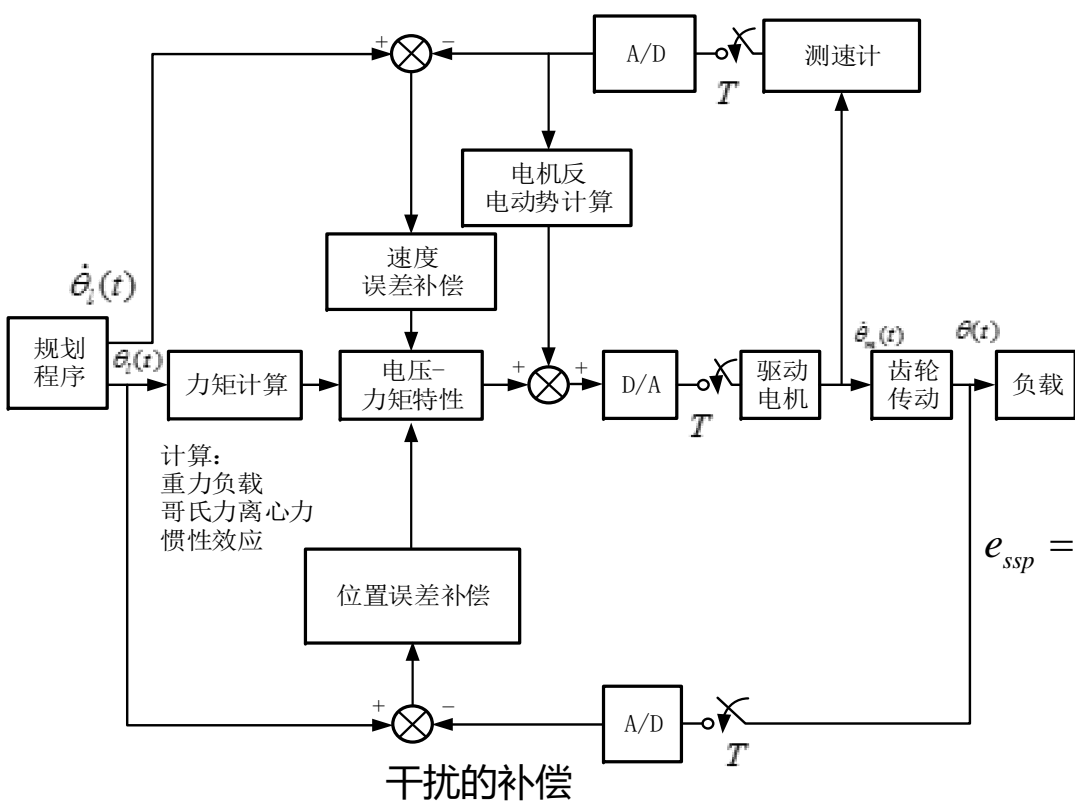 +
−
A/D
T
测速计
电机反
电动势计算
速度
误差补偿
θ̇ᵢ(t)
规划
程序
θᵢ(t)
力矩计算
电压-
力矩特性
+
+
D/A
T
驱动
电机
θ̇ₘ(t)
齿轮
传动
θ(t)
负载
计算：
重力负载
哥氏力离心力
惯性效应
e_ssp =
位置误差补偿
+
−
A/D
T
干扰的补偿